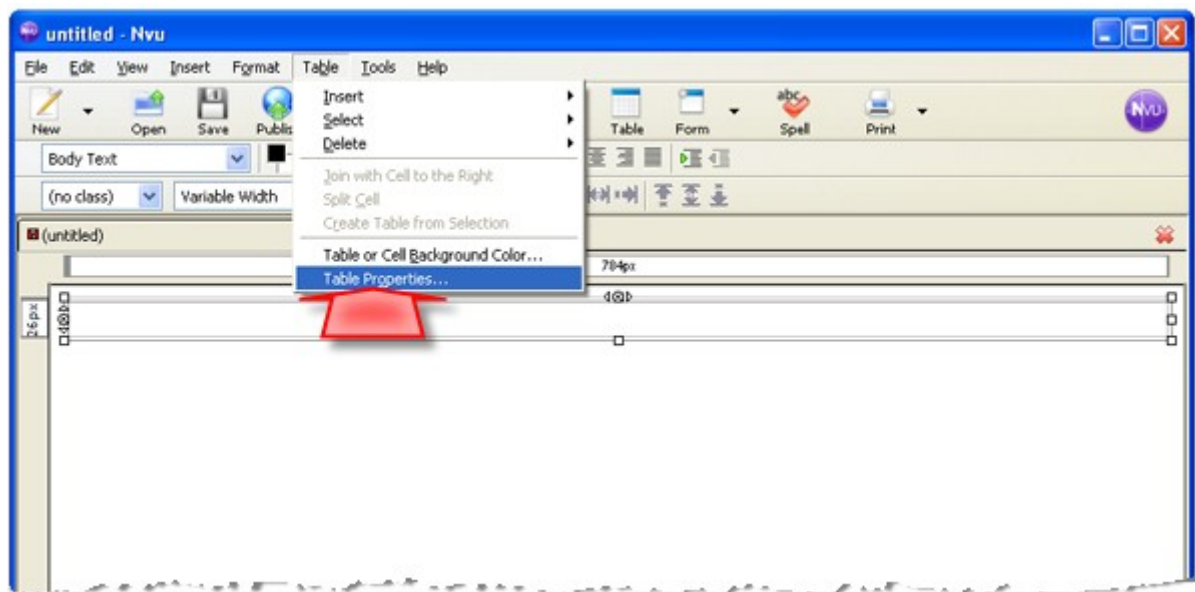 untitled - Nvu
File Edit View Insert Format Table Tools Help
New Open Save Publis Table Form Spell Print
abc
NVU
Body Text
(no class) Variable Width
(untitled)
Insert
Select
Delete
Join with Cell to the Right
Split Cell
Create Table from Selection
Table or Cell Background Color...
Table Properties...
784px
26px